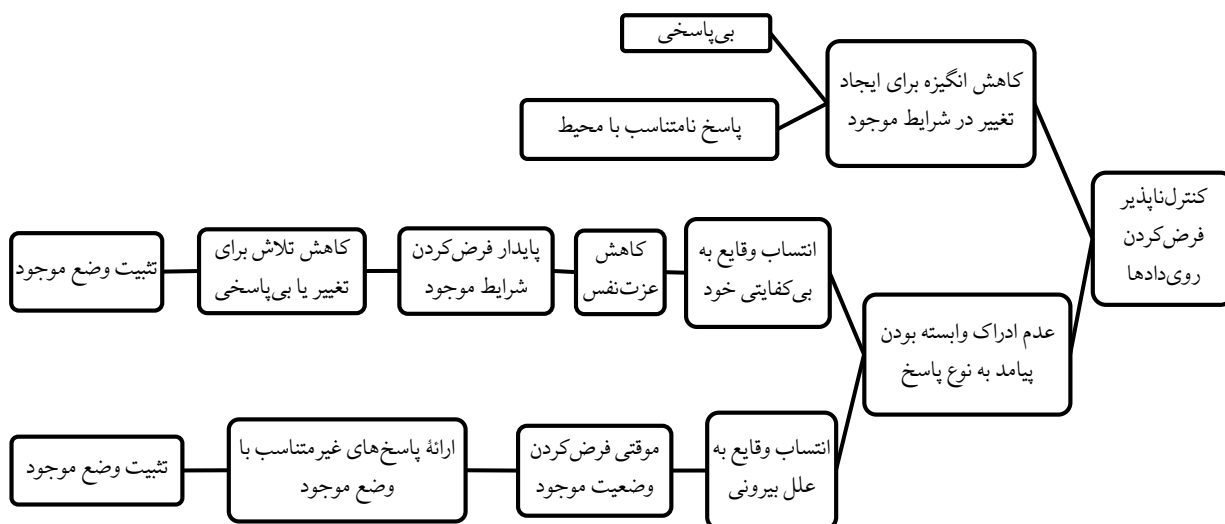 کنترل‌ناپذیر
فرض‌کردن
روی‌دادها
کاهش انگیزه برای ایجاد
تغییر در شرایط موجود
بی‌پاسخی
پاسخ نامتناسب با محیط
عدم ادراک وابسته بودن
پیامد به نوع پاسخ
انتساب وقایع به
بی‌کفایتی خود
کاهش
عزت‌نفس
پایدار فرض‌کردن
شرایط موجود
کاهش تلاش برای
تغییر یا بی‌پاسخی
تثبیت وضع موجود
انتساب وقایع به
علل بیرونی
موقتی فرض‌کردن
وضعیت موجود
ارائهٔ پاسخ‌های غیرمتناسب با
وضع موجود
تثبیت وضع موجود